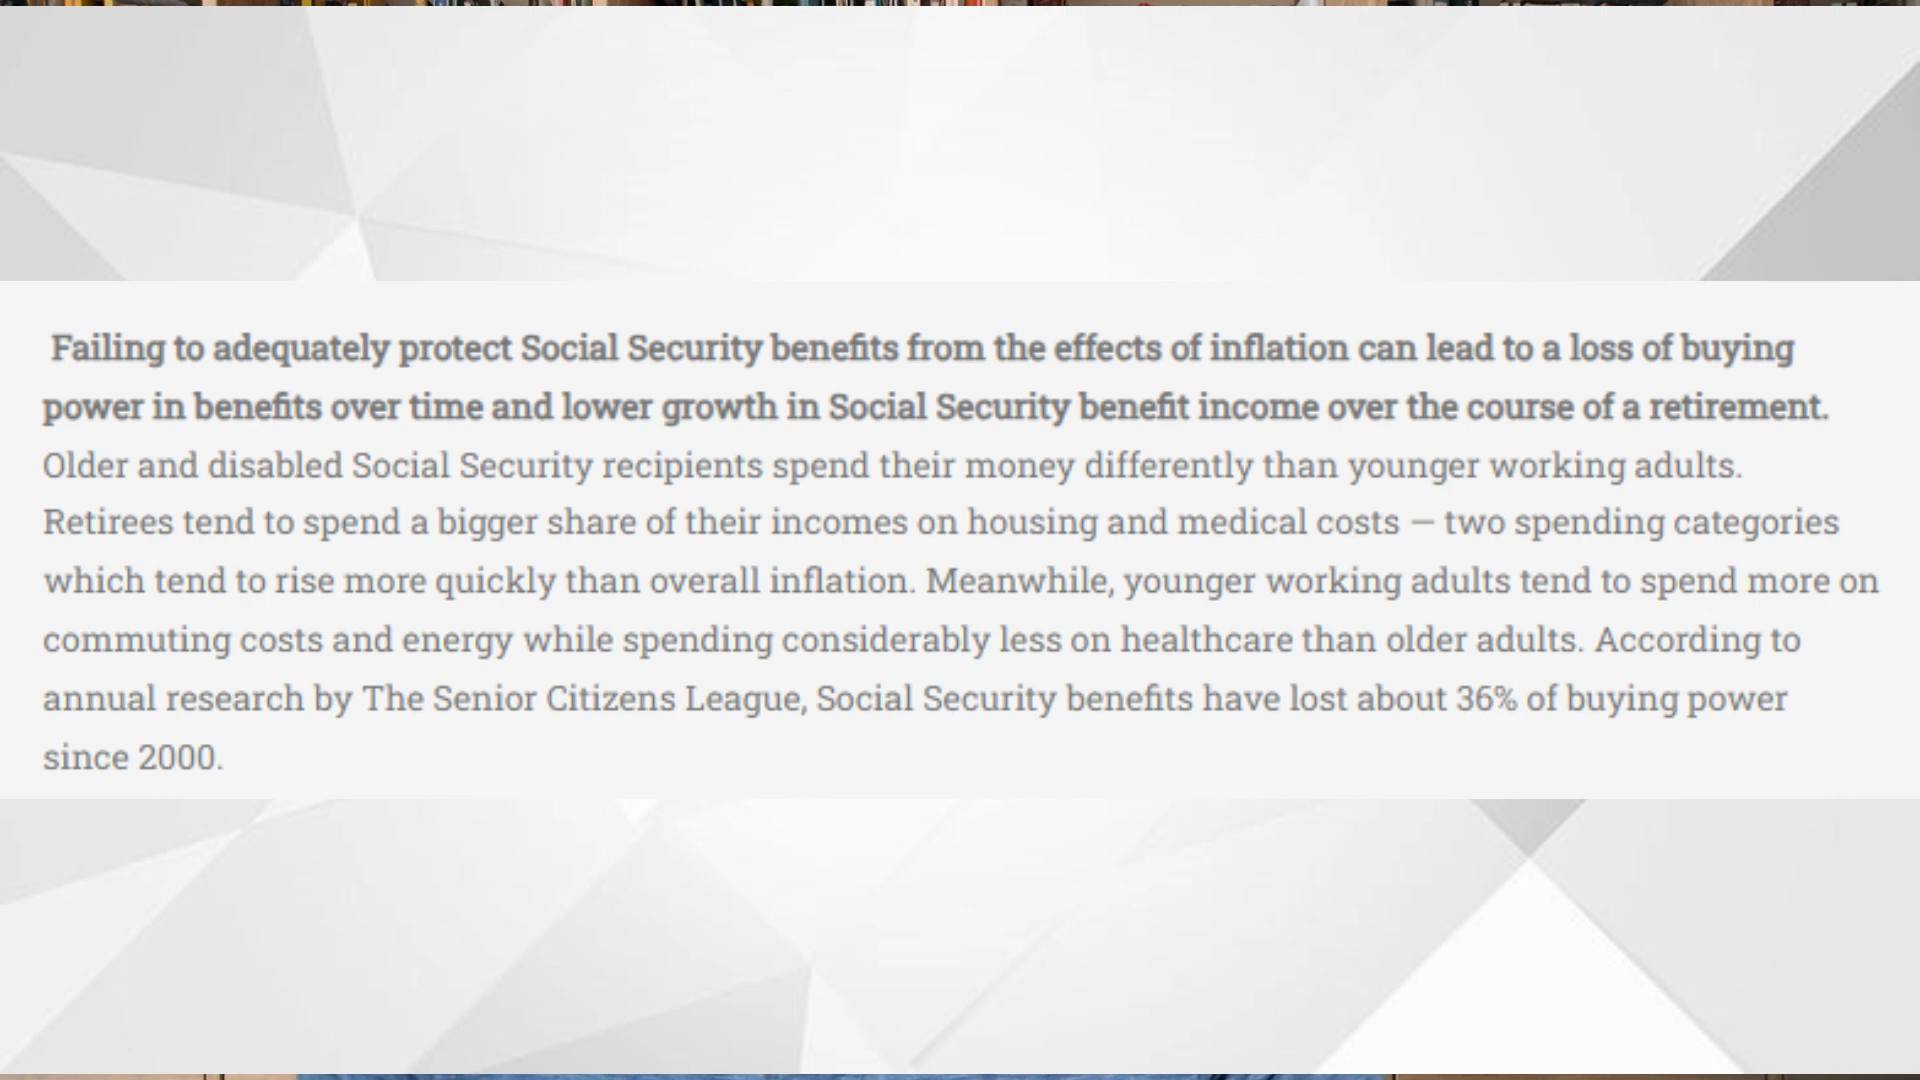 Failing to adequately protect Social Security benefits from the effects of inflation can lead to a loss of buying
power in benefits over time and lower growth in Social Security benefit income over the course of a retirement.
Older and disabled Social Security recipients spend their money differently than younger working adults.
Retirees tend to spend a bigger share of their incomes on housing and medical costs — two spending categories
which tend to rise more quickly than overall inflation. Meanwhile, younger working adults tend to spend more on
commuting costs and energy while spending considerably less on healthcare than older adults. According to
annual research by The Senior Citizens League, Social Security benefits have lost about 36% of buying power
since 2000.